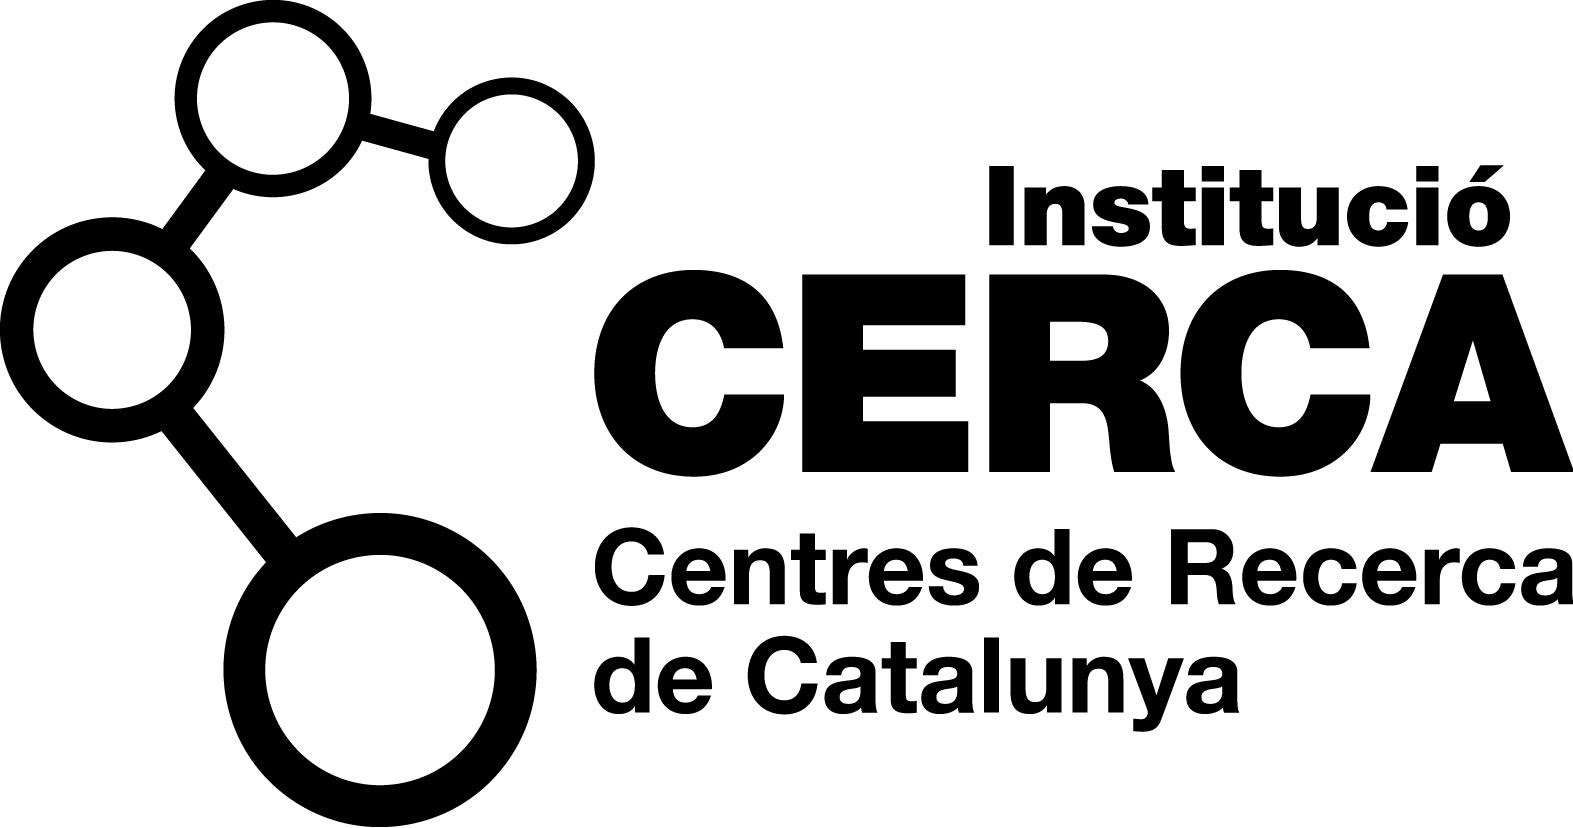 Institució
CERCA
Centres de Recerca
de Catalunya